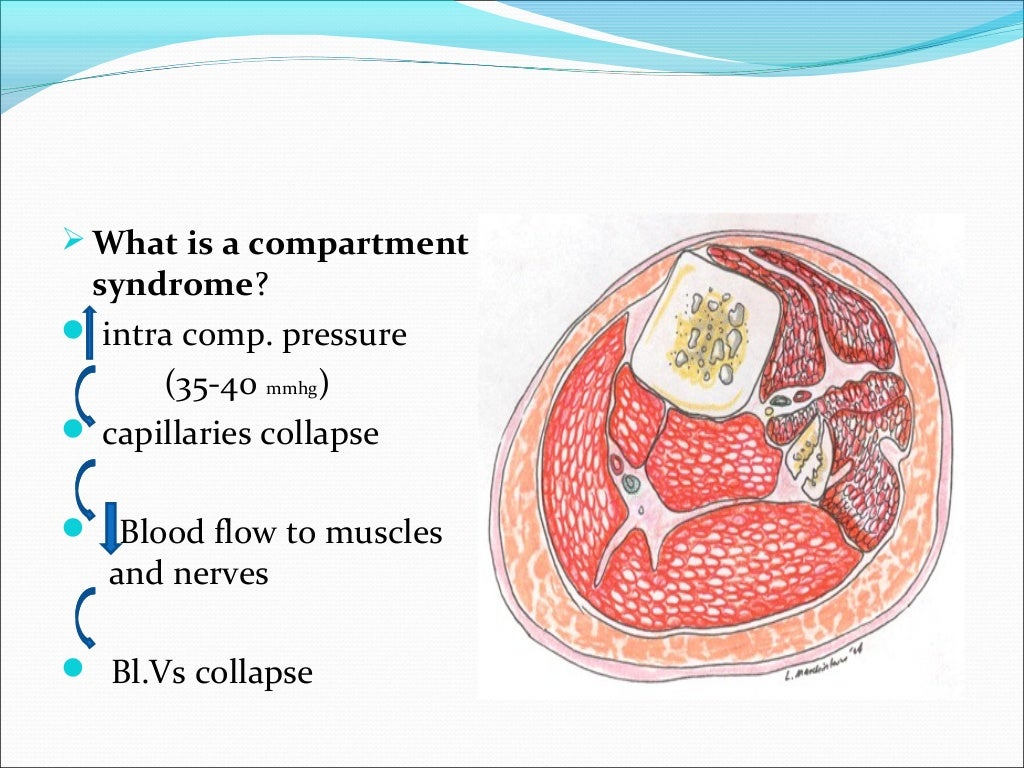 What is a compartment
syndrome?
intra comp. pressure
(35-40 mmhg)
capillaries collapse
Blood flow to muscles
and nerves
Bl.Vs collapse